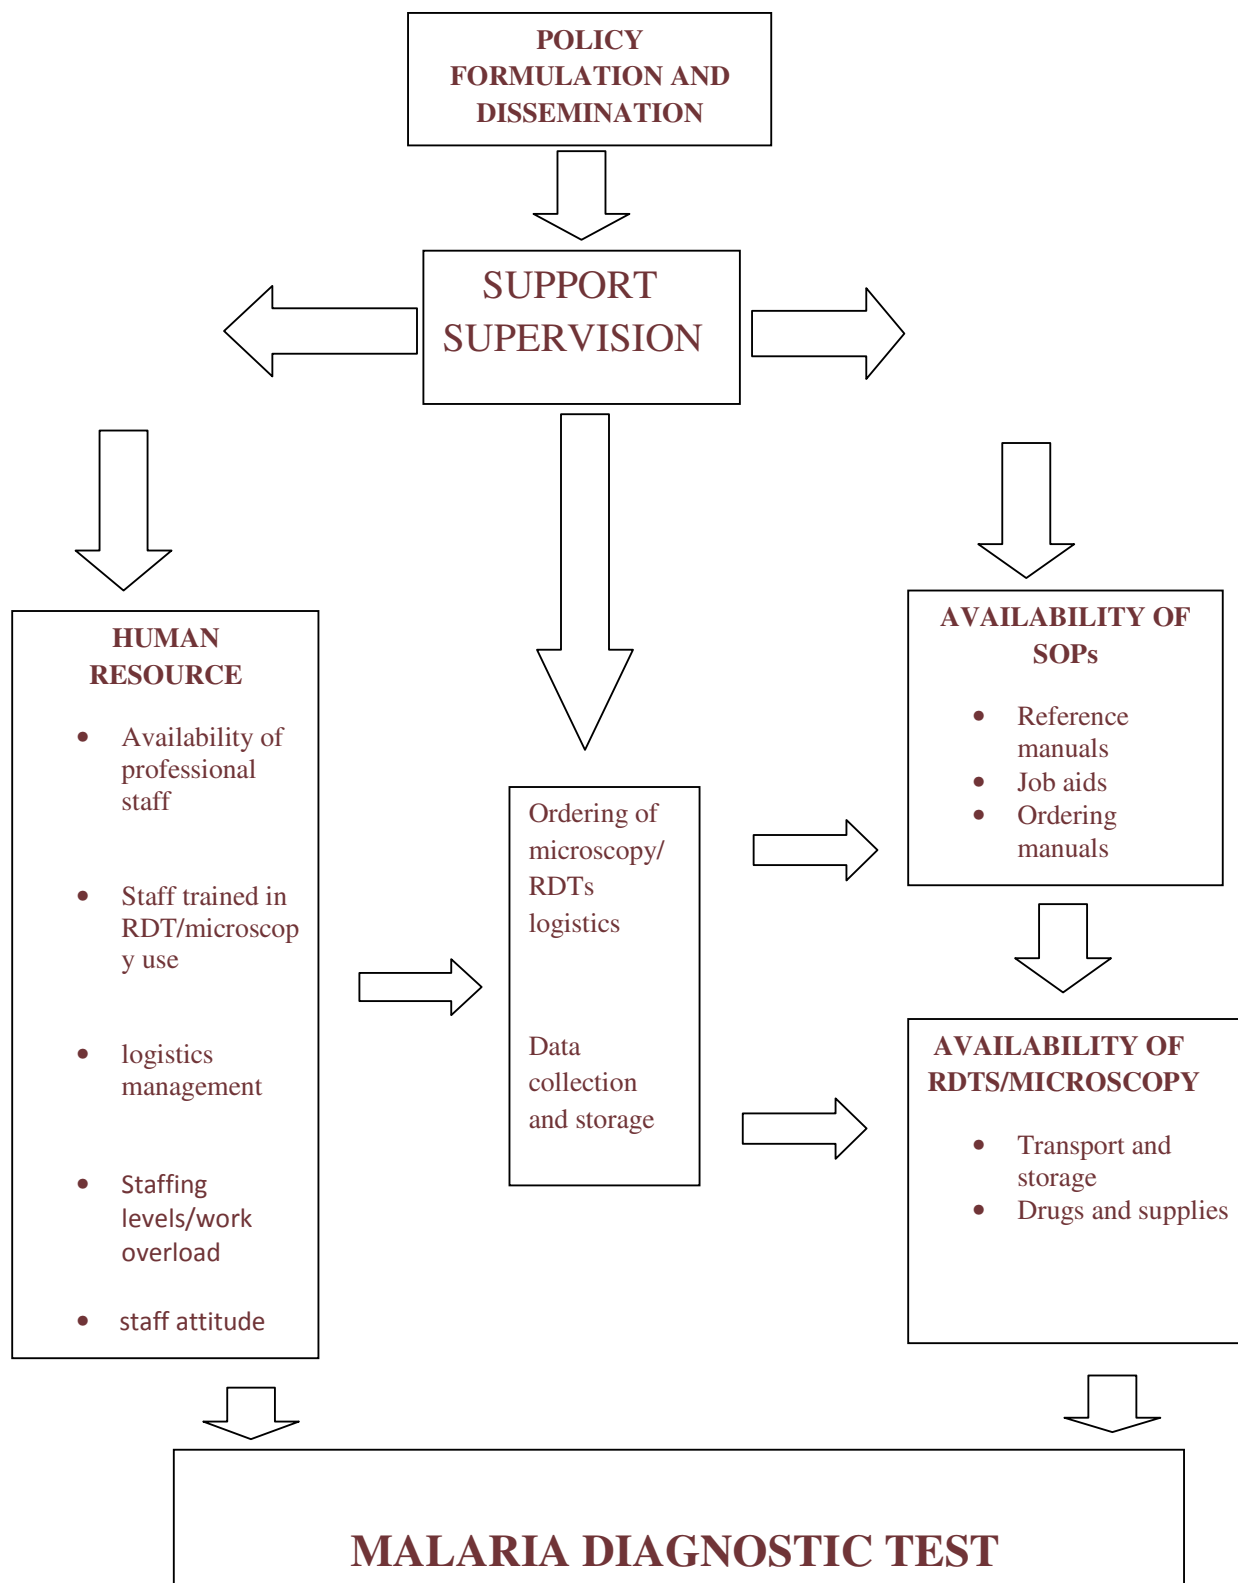 POLICY
FORMULATION AND
DISSEMINATION
SUPPORT
SUPERVISION
HUMAN
RESOURCE
• Availability of
professional
staff
• Staff trained in
RDT/microscop
y use
• logistics
management
• Staffing
levels/work
overload
• staff attitude
Ordering of
microscopy/
RDTs
logistics
Data
collection
and storage
AVAILABILITY OF
SOPs
• Reference
manuals
• Job aids
• Ordering
manuals
AVAILABILITY OF
RDTS/MICROSCOPY
• Transport and
storage
• Drugs and supplies
MALARIA DIAGNOSTIC TEST